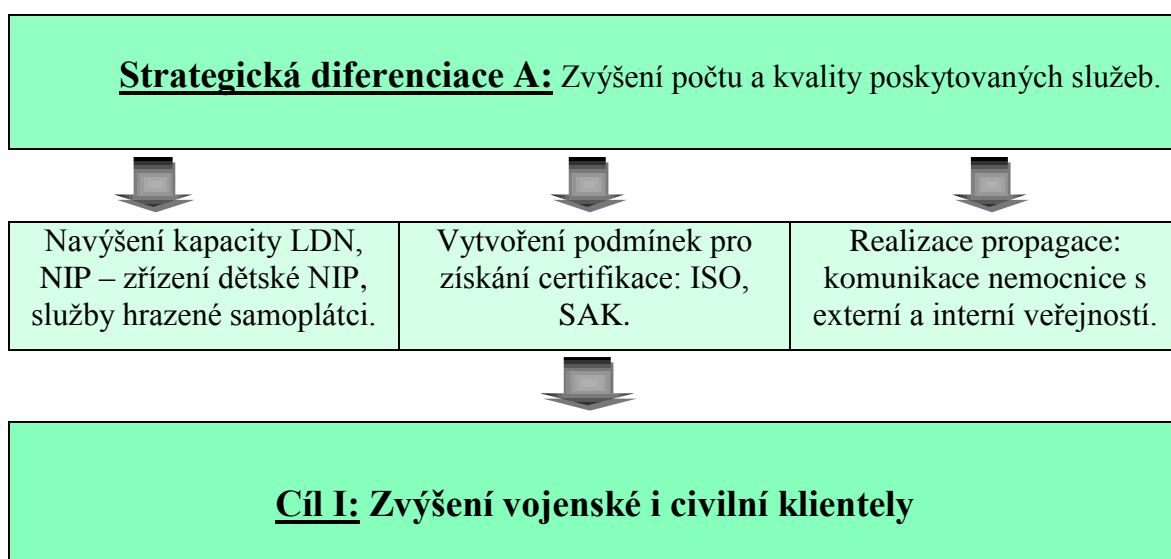 Strategická diferenciace A: Zvýšení počtu a kvality poskytovaných služeb.
Navýšení kapacity LDN,
NIP – zřízení dětské NIP,
služby hrazené samoplátci.
Vytvoření podmínek pro
získání certifikace: ISO,
SAK.
Realizace propagace:
komunikace nemocnice s
externí a interní veřejností.
Cíl I: Zvýšení vojenské i civilní klientely